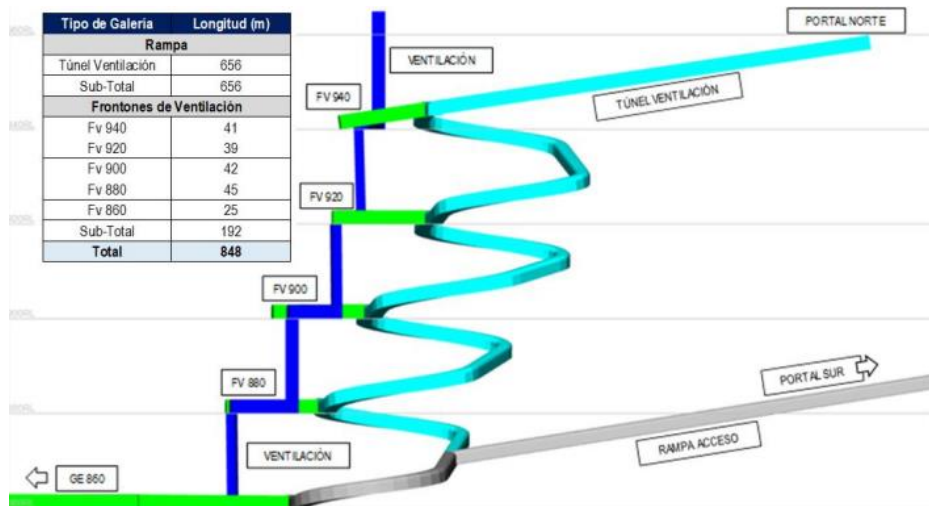 Tipo de Galería Longitud (m)
Rampa
Túnel Ventilación 656
Sub-Total 656
Frontones de Ventilación
Fv 940 41
Fv 920 39
Fv 900 42
Fv 880 45
Fv 860 25
Sub-Total 192
Total 848
PORTAL NORTE
VENTILACIÓN
FV 940
TÚNEL VENTILACIÓN
FV 920
FV 900
FV 880
PORTAL SUR
RAMPA ACCESO
VENTILACIÓN
GE 860